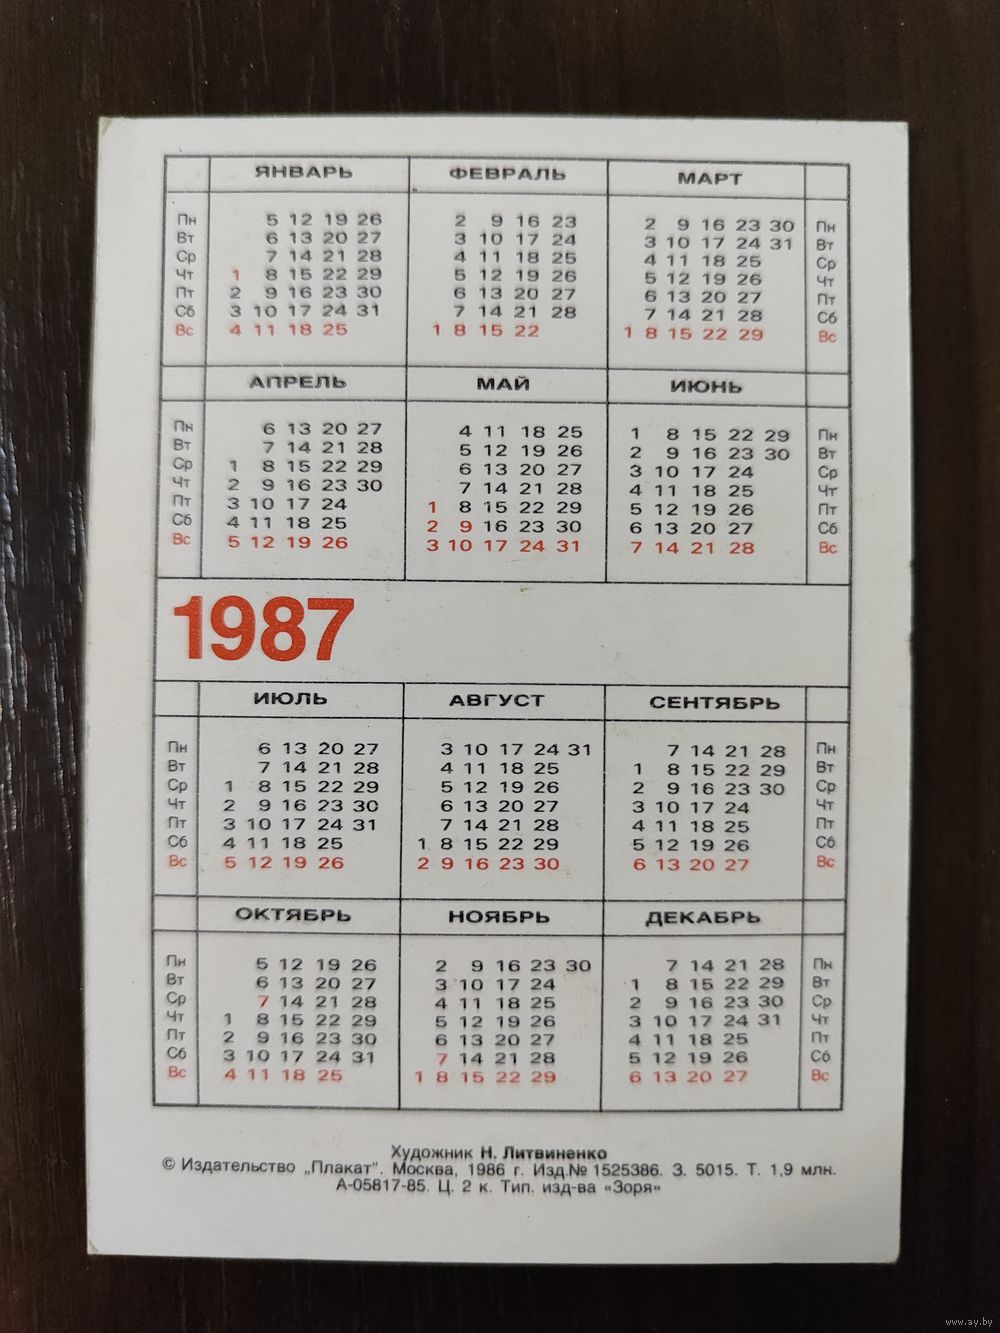 ЯНВАРЬ ФЕВРАЛЬ МАРТ
Пн 5 12 19 26 2 9 16 23 2 9 16 23 30 Пн
Вт 6 13 20 27 3 10 17 24 3 10 17 24 31 Вт
Ср 7 14 21 28 4 11 18 25 4 11 18 25 Ср
Чт 1 8 15 22 29 5 12 19 26 5 12 19 26 Чт
Пт 2 9 16 23 30 6 13 20 27 6 13 20 27 Пт
Сб 3 10 17 24 31 7 14 21 28 7 14 21 28 Сб
Вс 4 11 18 25 1 8 15 22 1 8 15 22 29 Вс
АПРЕЛЬ МАЙ ИЮНЬ
Пн 6 13 20 27 4 11 18 25 1 8 15 22 29 Пн
Вт 7 14 21 28 5 12 19 26 2 9 16 23 30 Вт
Ср 1 8 15 22 29 6 13 20 27 3 10 17 24 Ср
Чт 2 9 16 23 30 7 14 21 28 4 11 18 25 Чт
Пт 3 10 17 24 1 8 15 22 29 5 12 19 26 Пт
Сб 4 11 18 25 2 9 16 23 30 6 13 20 27 Сб
Вс 5 12 19 26 3 10 17 24 31 7 14 21 28 Вс
1987
ИЮЛЬ АВГУСТ СЕНТЯБРЬ
Пн 6 13 20 27 3 10 17 24 31 7 14 21 28 Пн
Вт 7 14 21 28 4 11 18 25 1 8 15 22 29 Вт
Ср 1 8 15 22 29 5 12 19 26 2 9 16 23 30 Ср
Чт 2 9 16 23 30 6 13 20 27 3 10 17 24 Чт
Пт 3 10 17 24 31 7 14 21 28 4 11 18 25 Пт
Сб 4 11 18 25 1 8 15 22 29 5 12 19 26 Сб
Вс 5 12 19 26 2 9 16 23 30 6 13 20 27 Вс
ОКТЯБРЬ НОЯБРЬ ДЕКАБРЬ
Пн 5 12 19 26 2 9 16 23 30 7 14 21 28 Пн
Вт 6 13 20 27 3 10 17 24 1 8 15 22 29 Вт
Ср 7 14 21 28 4 11 18 25 2 9 16 23 30 Ср
Чт 1 8 15 22 29 5 12 19 26 3 10 17 24 31 Чт
Пт 2 9 16 23 30 6 13 20 27 4 11 18 25 Пт
Сб 3 10 17 24 31 7 14 21 28 5 12 19 26 Сб
Вс 4 11 18 25 1 8 15 22 29 6 13 20 27 Вс
Художник Н. Литвиненко
© Издательство „Плакат". Москва, 1986 г. Изд.№ 1525386. З. 5015. Т. 1,9 млн.
А-05817-85. Ц. 2 к. Тип. изд-ва «Зоря»
www.ay.by